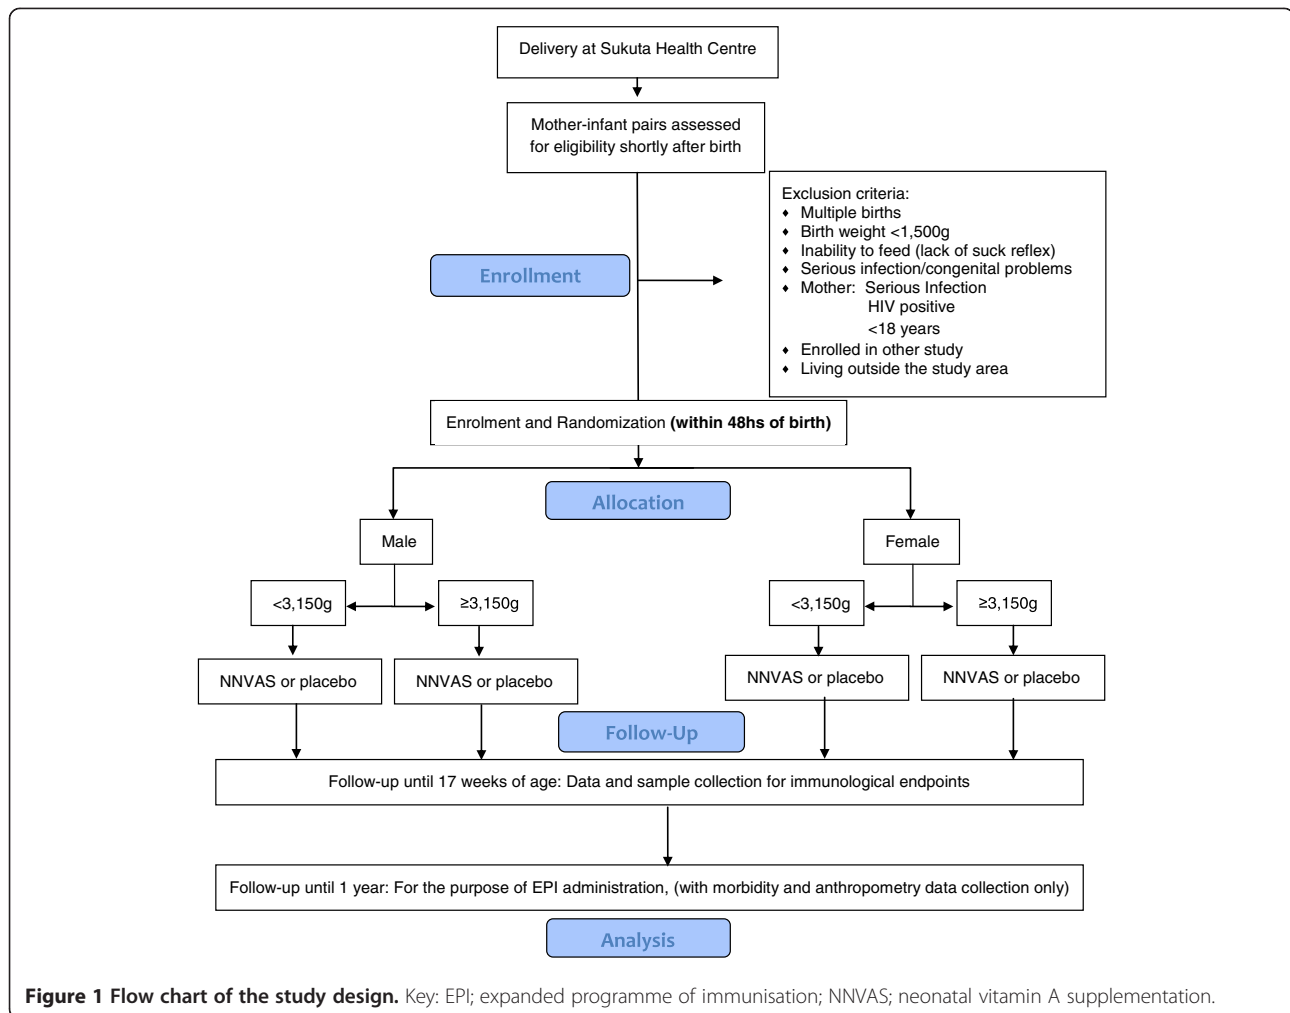 Delivery at Sukuta Health Centre
Mother-infant pairs assessed
for eligibility shortly after birth
Exclusion criteria:
♦ Multiple births
♦ Birth weight <1,500g
♦ Inability to feed (lack of suck reflex)
♦ Serious infection/congenital problems
♦ Mother: Serious Infection
HIV positive
<18 years
♦ Enrolled in other study
♦ Living outside the study area
Enrollment
Enrolment and Randomization (within 48hs of birth)
Allocation
Male
Female
<3,150g
≥3,150g
<3,150g
≥3,150g
NNVAS or placebo
NNVAS or placebo
NNVAS or placebo
NNVAS or placebo
Follow-Up
Follow-up until 17 weeks of age: Data and sample collection for immunological endpoints
Follow-up until 1 year: For the purpose of EPI administration, (with morbidity and anthropometry data collection only)
Analysis
Figure 1 Flow chart of the study design. Key: EPI; expanded programme of immunisation; NNVAS; neonatal vitamin A supplementation.